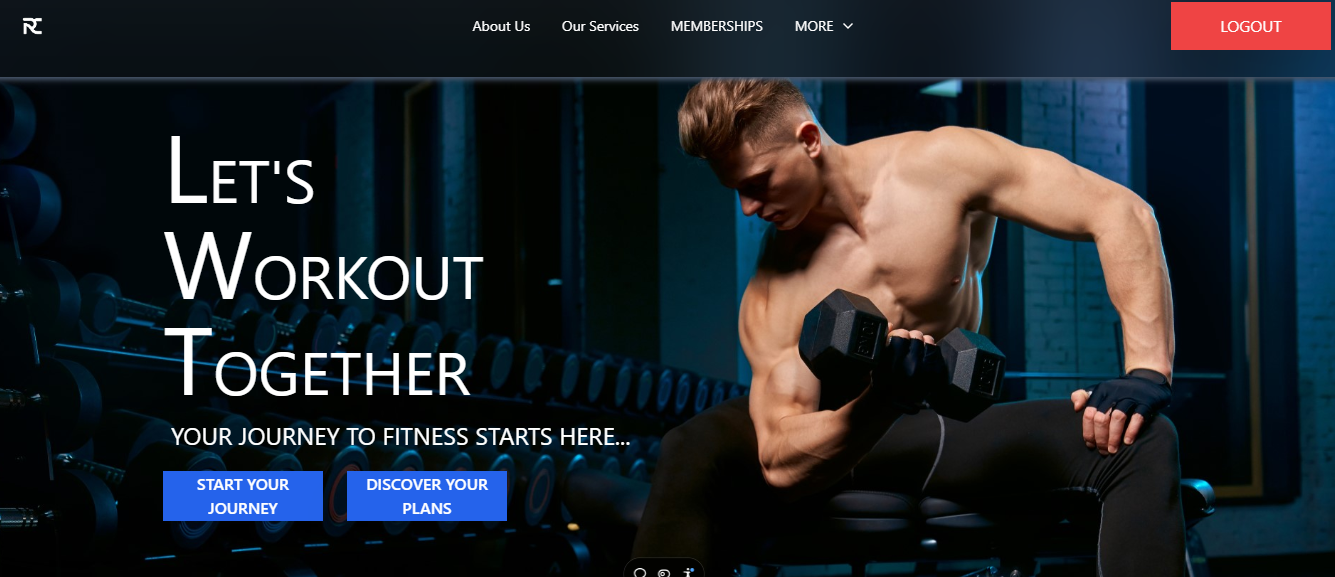 About Us
Our Services
MEMBERSHIPS
MORE
LOGOUT
LET'S
WORKOUT
TOGETHER
YOUR JOURNEY TO FITNESS STARTS HERE...
START YOUR
JOURNEY
DISCOVER YOUR
PLANS